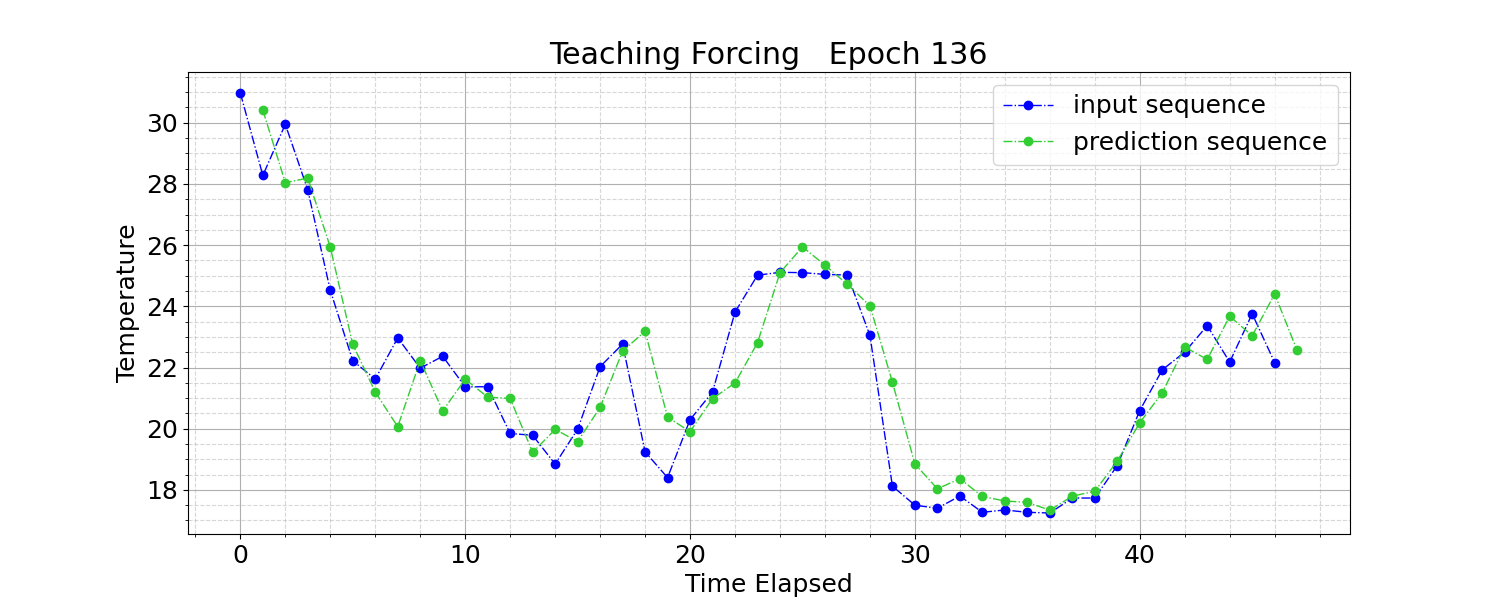 Teaching Forcing   Epoch 136
input sequence
prediction sequence
Temperature
30
28
26
24
22
20
18
0 10 20 30 40
Time Elapsed